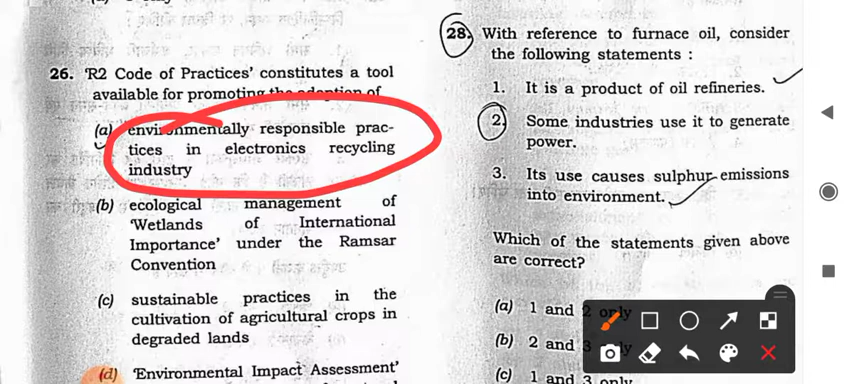 26. 'R2 Code of Practices' constitutes a tool
available for promoting the adoption of
(a) environmentally responsible prac-
tices in electronics recycling
industry
(b) ecological management of
'Wetlands of International
Importance' under the Ramsar
Convention
(c) sustainable practices in the
cultivation of agricultural crops in
degraded lands
(d) 'Environmental Impact Assessment'
28. With reference to furnace oil, consider
the following statements :
1. It is a product of oil refineries.
2. Some industries use it to generate
power.
3. Its use causes sulphur emissions
into environment.
Which of the statements given above
are correct?
(a) 1 and 2 only
(b) 2 and 3
(c) 1 and 3 only